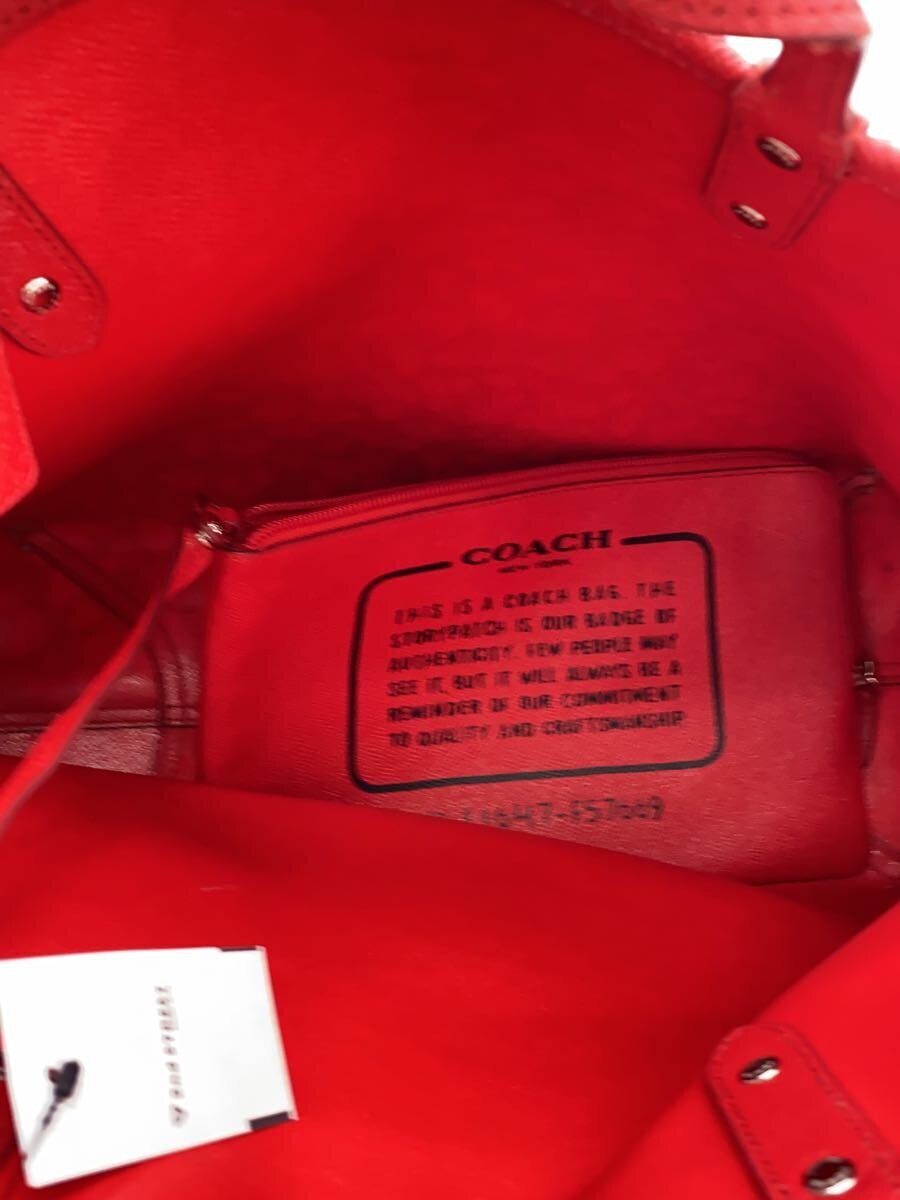 COACH
NEW YORK
THIS IS A COACH BAG. THE
STORYPATCH IS OUR BADGE OF
AUTHENTICITY. FEW PEOPLE MAY
SEE IT, BUT IT WILL ALWAYS BE A
REMINDER OF OUR COMMITMENT
TO QUALITY AND CRAFTSMANSHIP